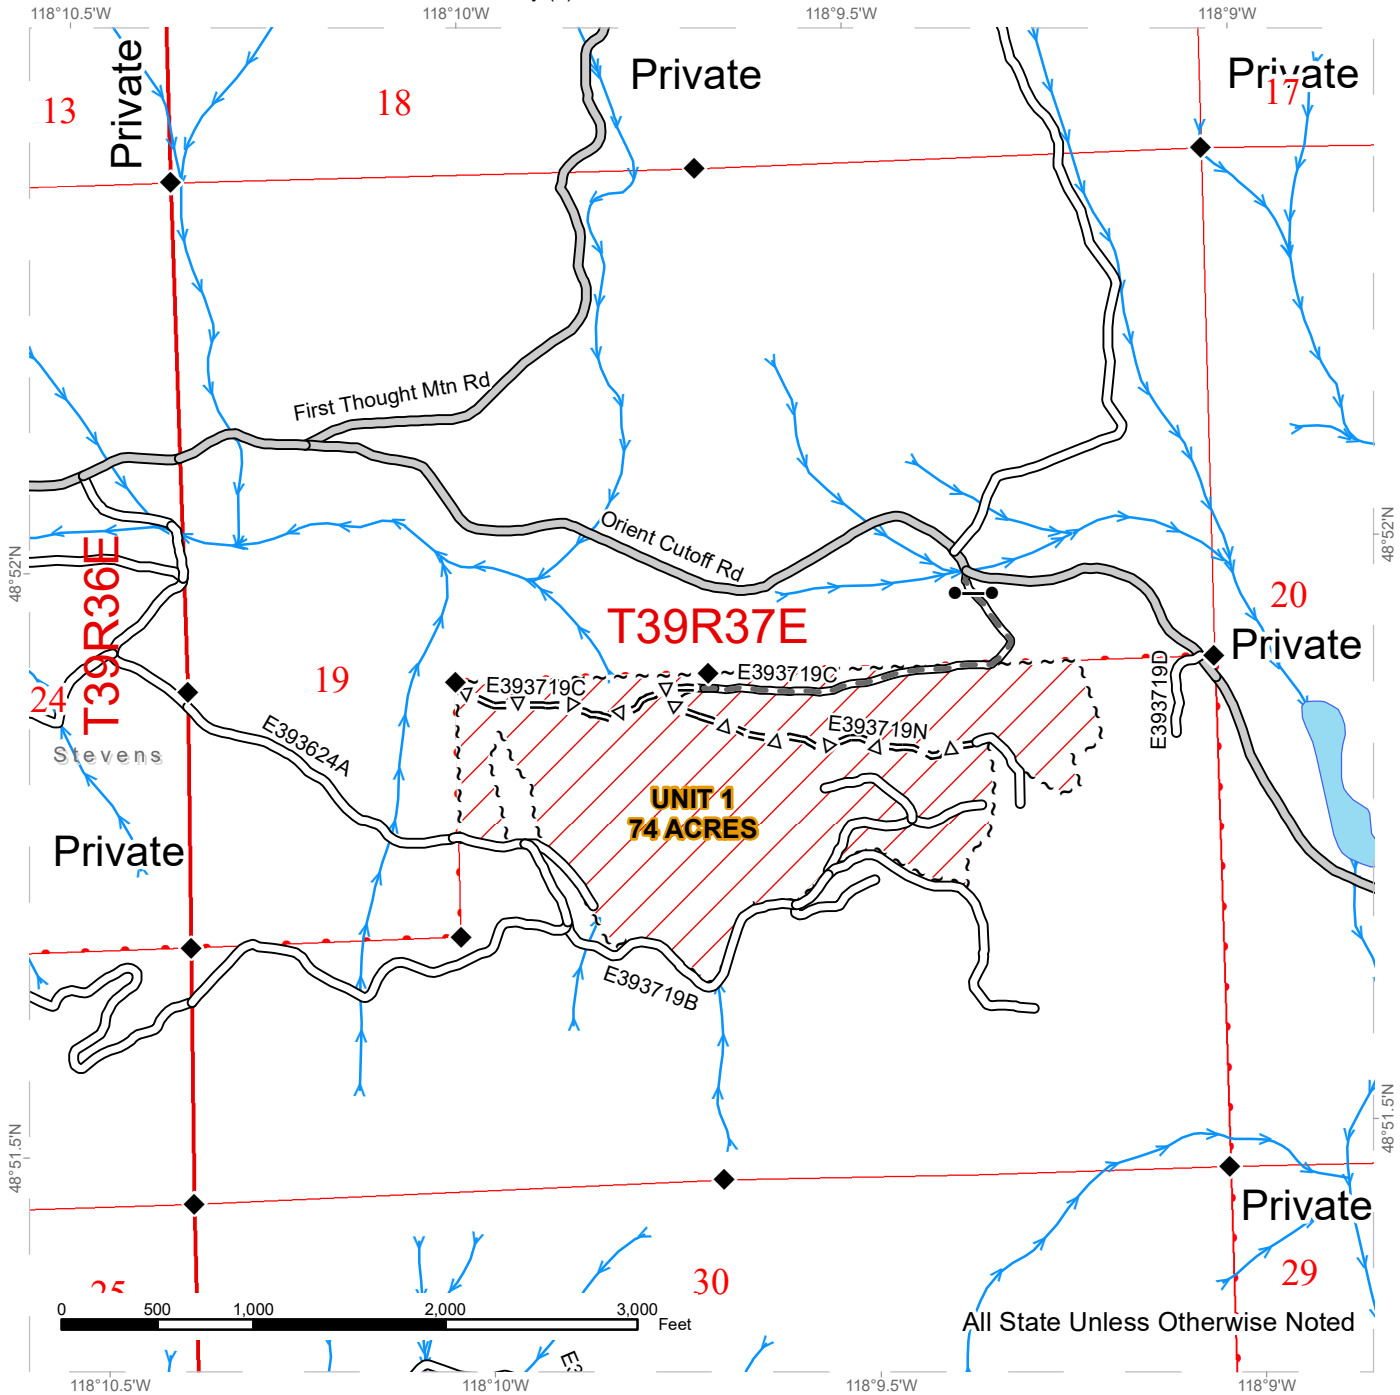 118°10.5'W
118°10'W
118°9.5'W
118°9'W
Private
Private
Private
13
18
17
First Thought Mtn Rd
Orient Cutoff Rd
48°52'N
48°52'N
T39R36E
T39R37E
20
Private
19
24
E393719C
E393719C
E393719D
E393719N
E393624A
Stevens
UNIT 1
74 ACRES
Private
E393719B
48°51.5'N
48°51.5'N
Private
25
30
29
0
500
1,000
2,000
3,000
Feet
All State Unless Otherwise Noted
118°10.5'W
118°10'W
118°9.5'W
118°9'W